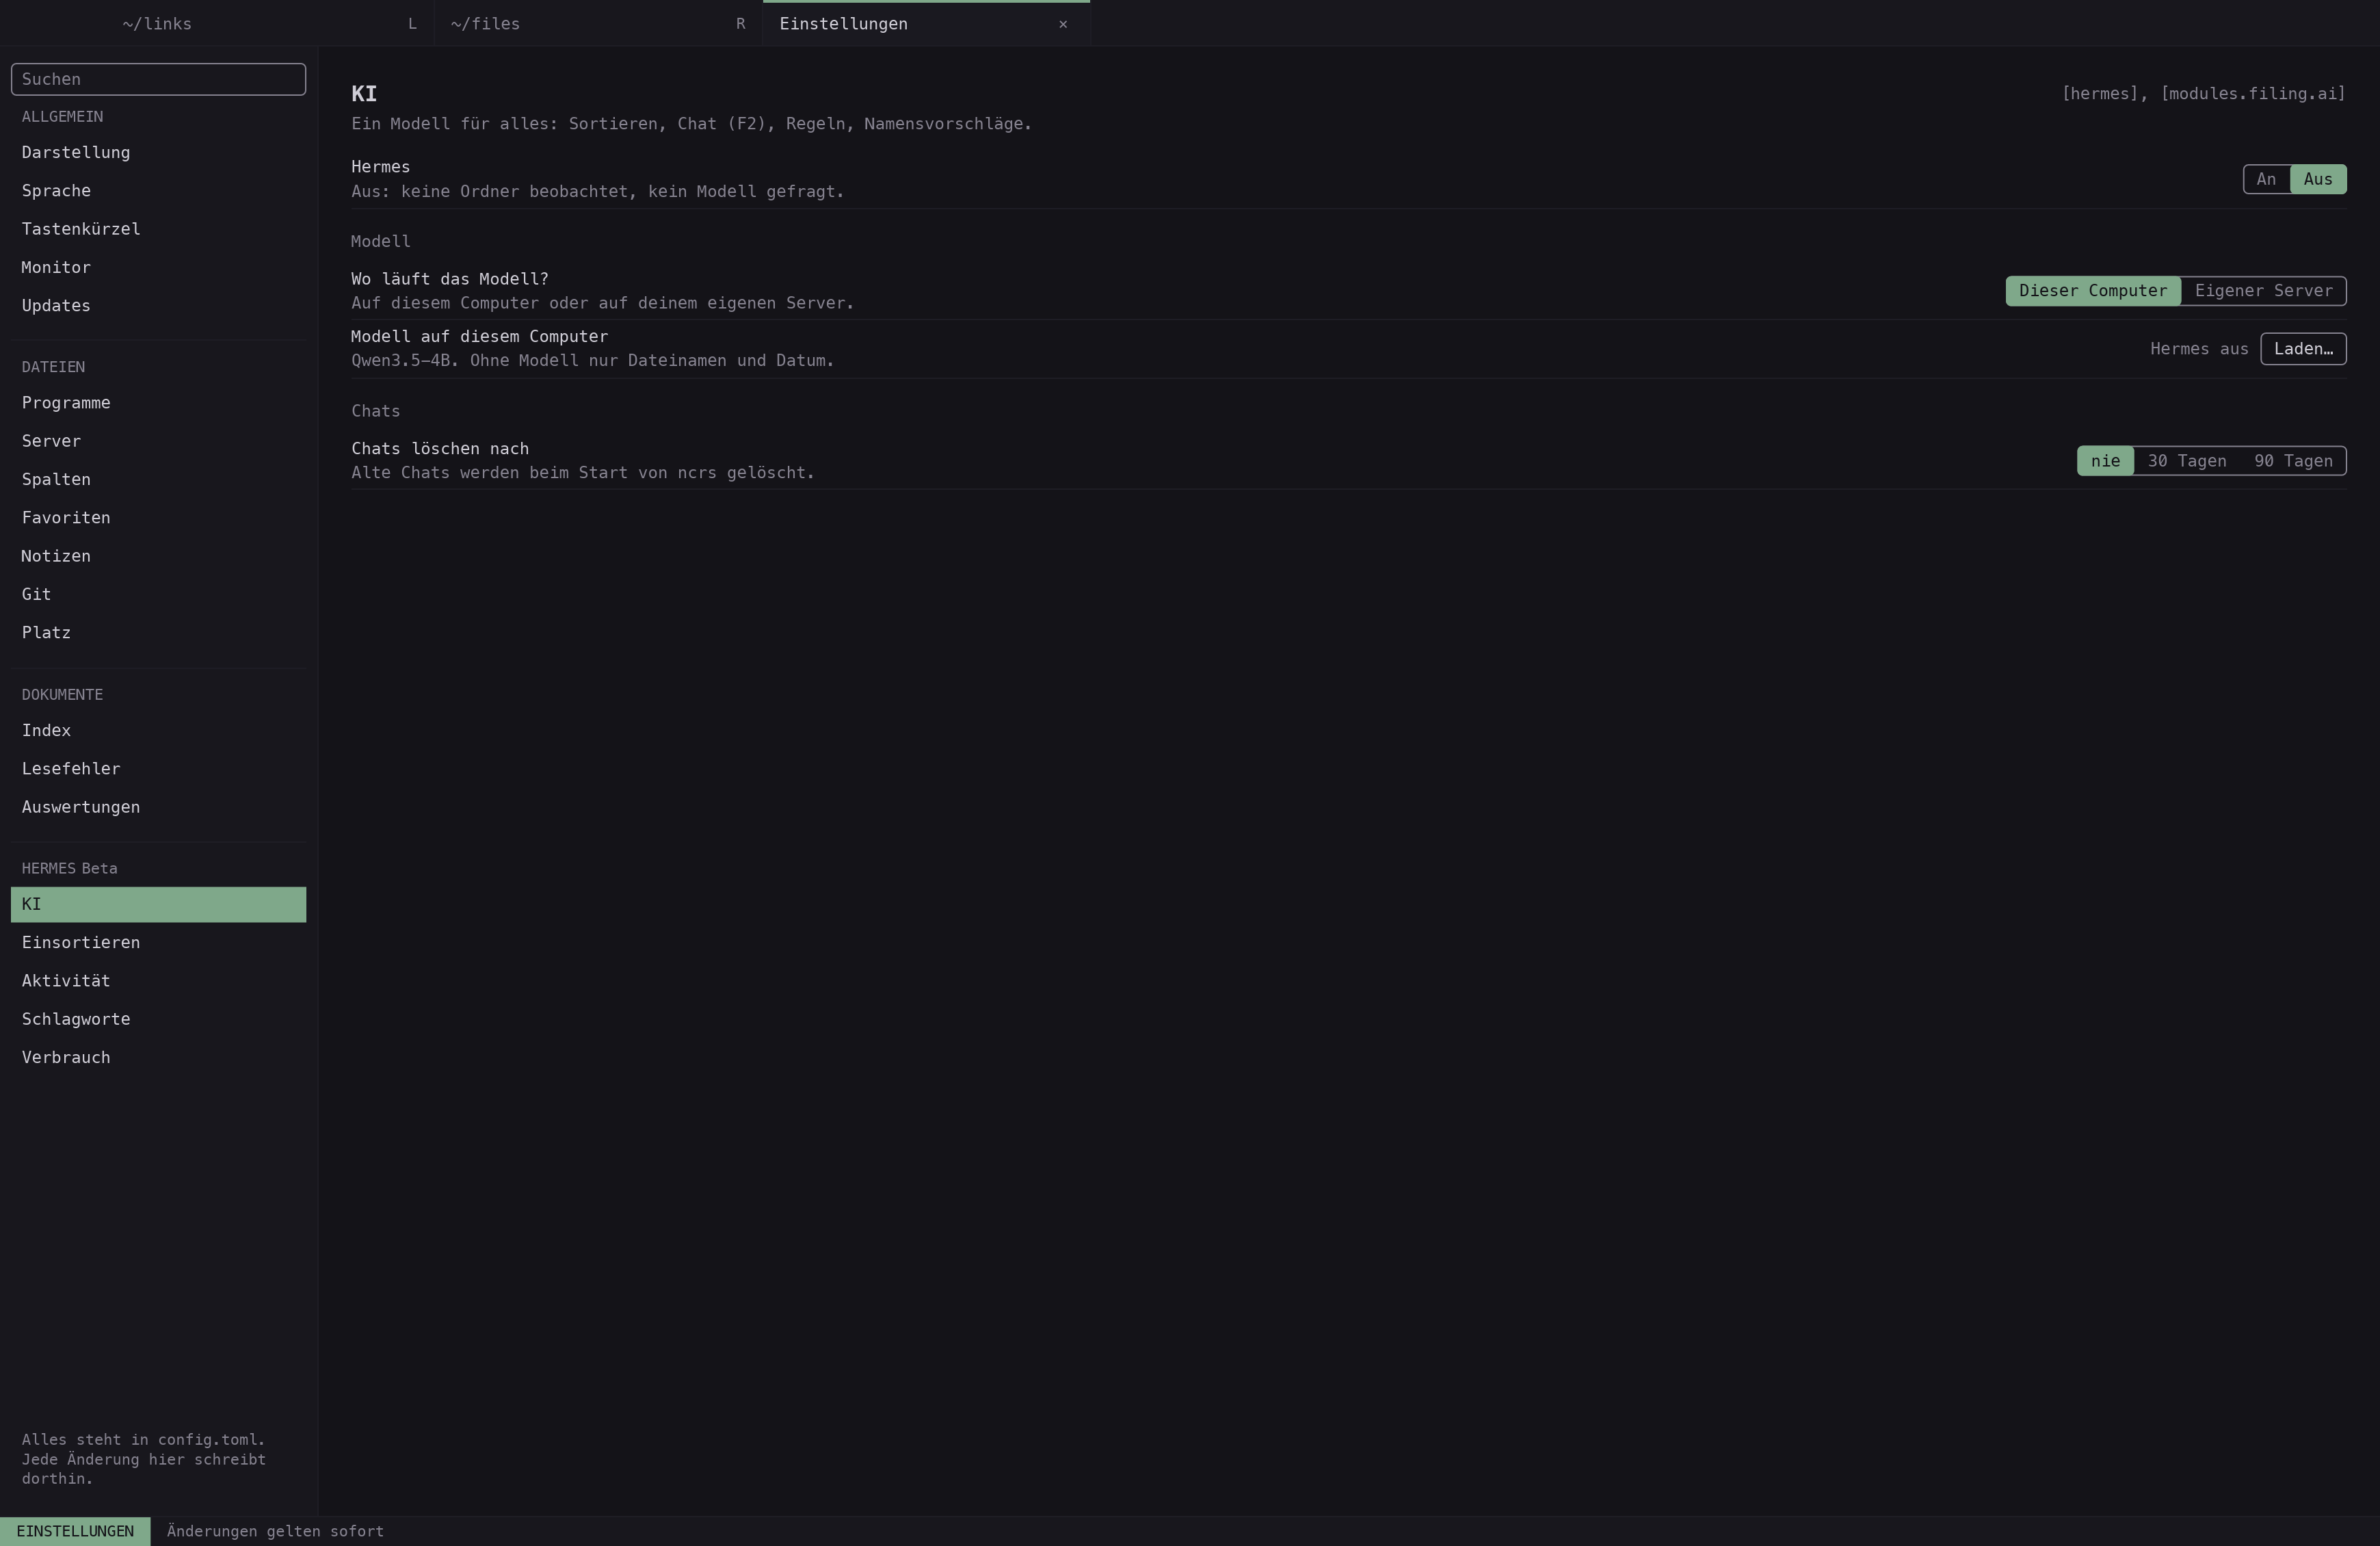 ~/links L ~/files R Einstellungen ×
Suchen
ALLGEMEIN
Darstellung
Sprache
Tastenkürzel
Monitor
Updates
DATEIEN
Programme
Server
Spalten
Favoriten
Notizen
Git
Platz
DOKUMENTE
Index
Lesefehler
Auswertungen
HERMES Beta
KI
Einsortieren
Aktivität
Schlagworte
Verbrauch
Alles steht in config.toml.
Jede Änderung hier schreibt
dorthin.
KI [hermes], [modules.filing.ai]
Ein Modell für alles: Sortieren, Chat (F2), Regeln, Namensvorschläge.
Hermes
Aus: keine Ordner beobachtet, kein Modell gefragt.
An Aus
Modell
Wo läuft das Modell?
Auf diesem Computer oder auf deinem eigenen Server.
Dieser Computer Eigener Server
Modell auf diesem Computer
Qwen3.5–4B. Ohne Modell nur Dateinamen und Datum.
Hermes aus Laden…
Chats
Chats löschen nach
Alte Chats werden beim Start von ncrs gelöscht.
nie 30 Tagen 90 Tagen
EINSTELLUNGEN Änderungen gelten sofort